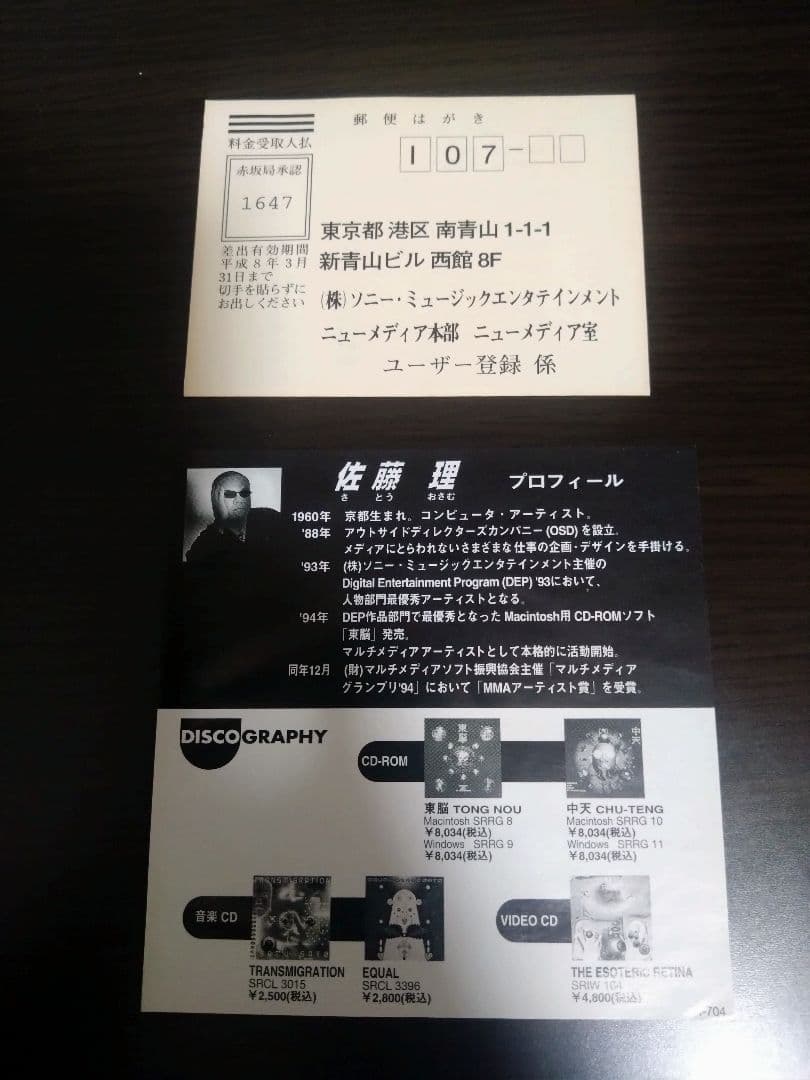 郵便はがき
料金受取人払
赤坂局承認
1647
差出有効期間
平成8年3月
31日まで
切手を貼らずに
お出しください
107-
東京都 港区 南青山 1-1-1
新青山ビル 西館 8F
(株)ソニー・ミュージックエンタテインメント
ニューメディア本部 ニューメディア室
ユーザー登録 係
佐藤 理 プロフィール
さ とう おさむ
1960年 京都生まれ。コンピュータ・アーティスト。
'88年 アウトサイドディレクターズカンパニー(OSD)を設立。
メディアにとらわれないさまざまな仕事の企画・デザインを手掛ける。
'93年 (株)ソニー・ミュージックエンタテインメント主催の
Digital Entertainment Program (DEP) '93において、
人物部門最優秀アーティストとなる。
'94年 DEP作品部門で最優秀となったMacintosh用CD-ROMソフト
「東脳」発売。
マルチメディアアーティストとして本格的に活動開始。
同年12月 (財)マルチメディアソフト振興協会主催「マルチメディア
グランプリ'94」において「MMAアーティスト賞」を受賞。
DISCOGRAPHY
CD-ROM
東脳
中天
東脳 TONG NOU
Macintosh SRRG 8
¥8,034(税込)
Windows SRRG 9
¥8,034(税込)
中天 CHU-TENG
Macintosh SRRG 10
¥8,034(税込)
Windows SRRG 11
¥8,034(税込)
音楽 CD
TRANSMIGRATION
TRANSMIGRATION
SRCL 3015
¥2,500(税込)
EQUAL
SRCL 3396
¥2,800(税込)
VIDEO CD
THE ESOTERIC RETINA
SRIW 104
¥4,800(税込)
-704